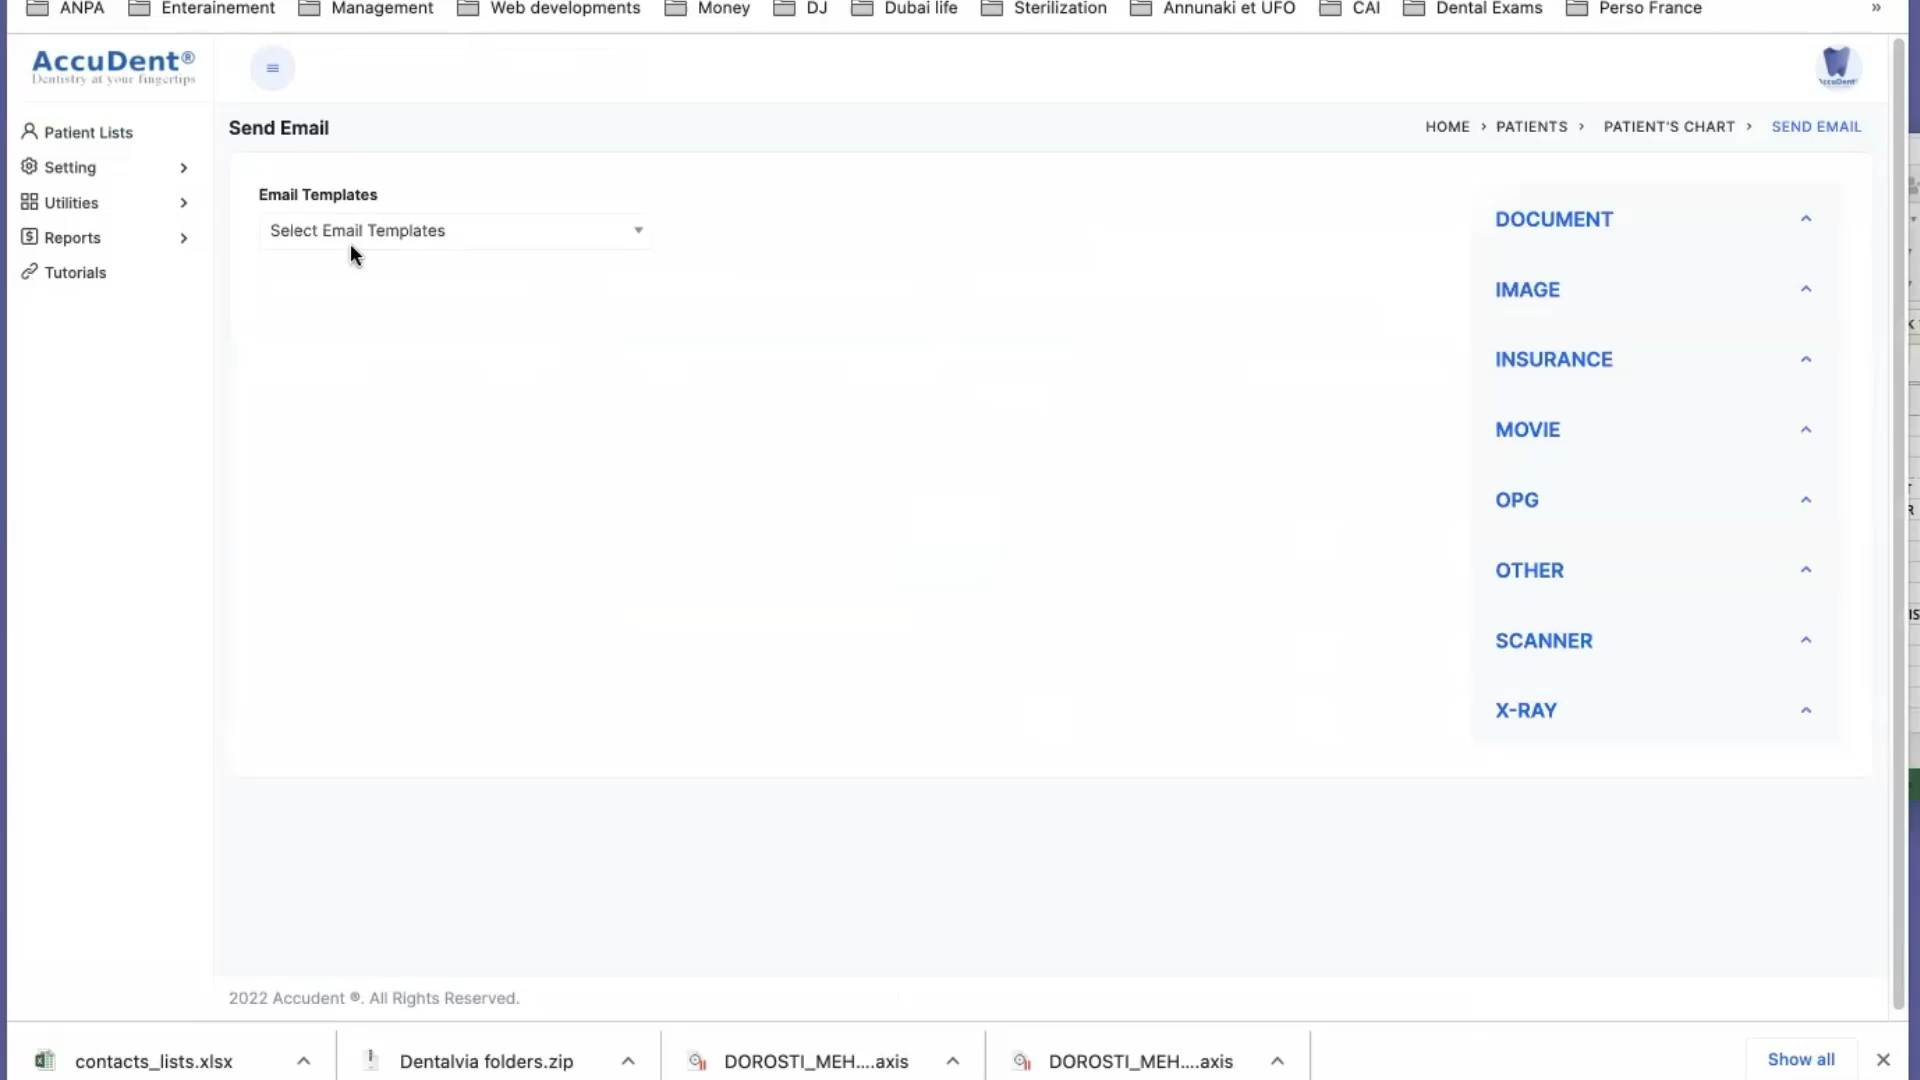 ANPA Enterainement Management Web developments Money DJ Dubai life Sterilization Annunaki et UFO CAI Dental Exams Perso France »
AccuDent®
Dentistry at your fingertips
AccuDent
Patient Lists
Setting
Utilities
Reports
Tutorials
Send Email
HOME > PATIENTS > PATIENT'S CHART > SEND EMAIL
Email Templates
Select Email Templates
DOCUMENT
IMAGE
INSURANCE
MOVIE
OPG
OTHER
SCANNER
X-RAY
2022 Accudent ®. All Rights Reserved.
contacts_lists.xlsx
Dentalvia folders.zip
DOROSTI_MEH....axis
DOROSTI_MEH....axis
Show all